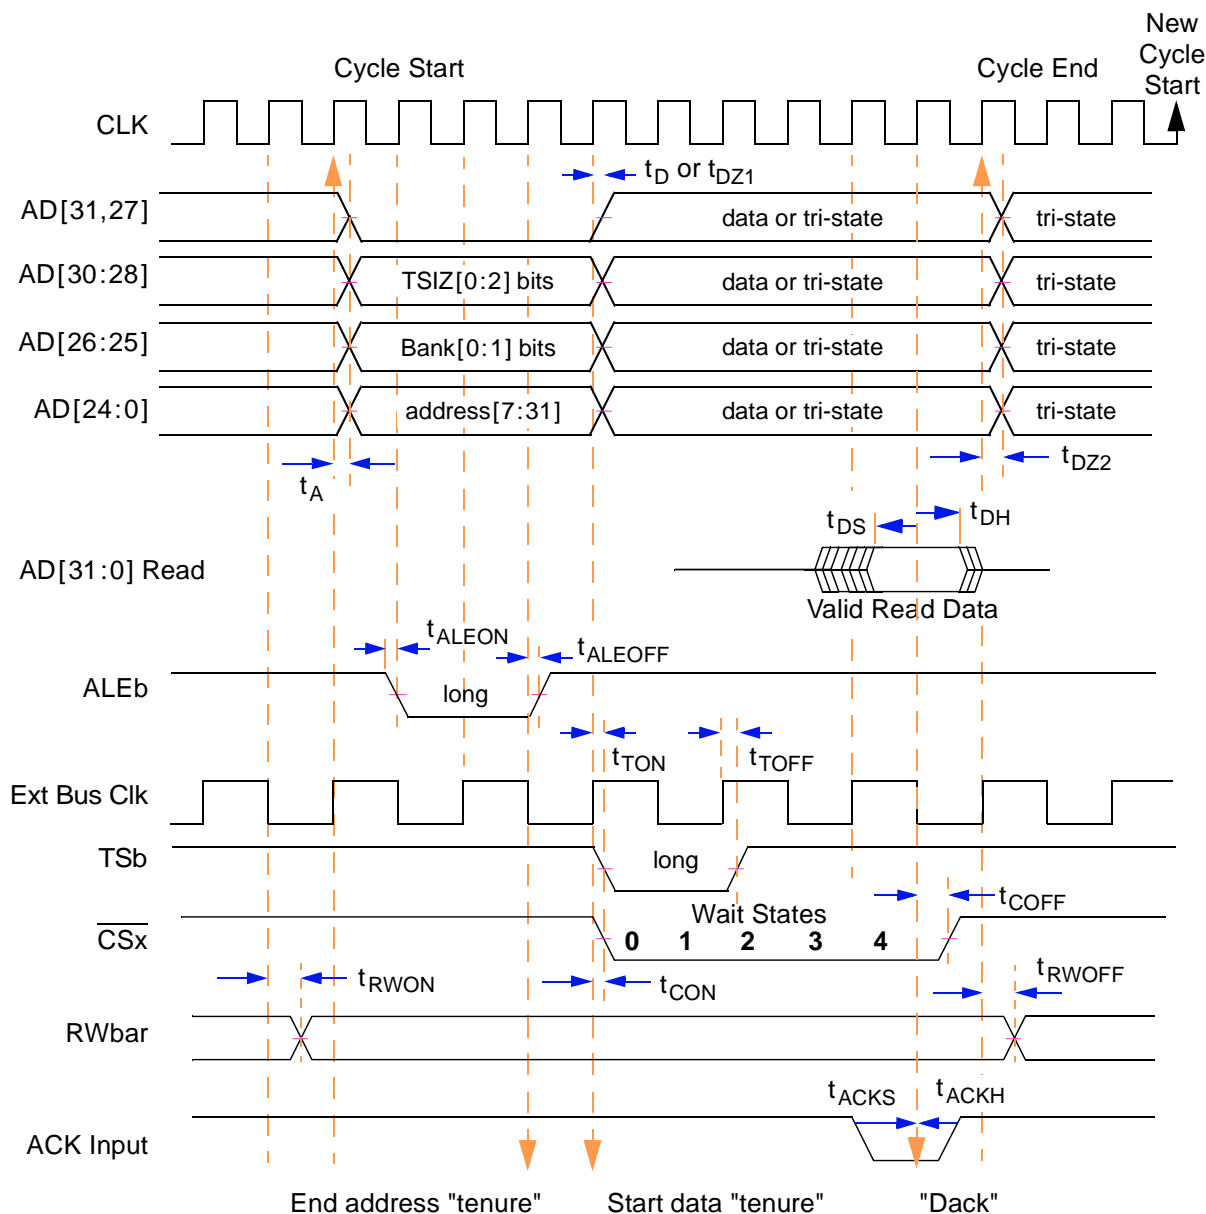 New
Cycle
Start
Cycle Start
Cycle End
CLK
tD or tDZ1
AD[31,27]
data or tri-state
tri-state
AD[30:28]
TSIZ[0:2] bits
data or tri-state
tri-state
AD[26:25]
Bank[0:1] bits
data or tri-state
tri-state
AD[24:0]
address[7:31]
data or tri-state
tri-state
tA
tDZ2
tDS
tDH
AD[31:0] Read
Valid Read Data
tALEON
tALEOFF
ALEb
long
tTON
tTOFF
Ext Bus Clk
TSb
long
tCOFF
Wait States
CSx
0 1 2 3 4
tRWON
tCON
tRWOFF
RWbar
tACKS
tACKH
ACK Input
End address "tenure"
Start data "tenure"
"Dack"